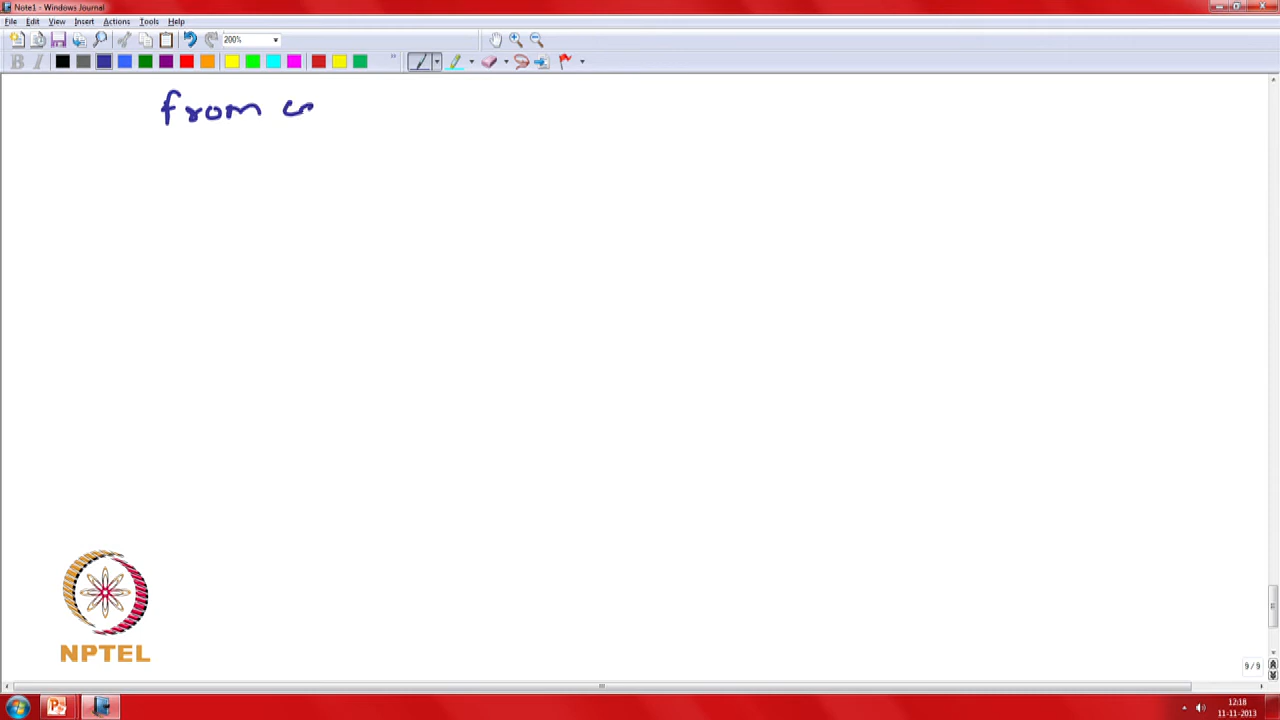 Note1 - Windows Journal
File Edit View Insert Actions Tools Help
200%
B I
from
NPTEL
9 / 9
12:18
11-11-2013